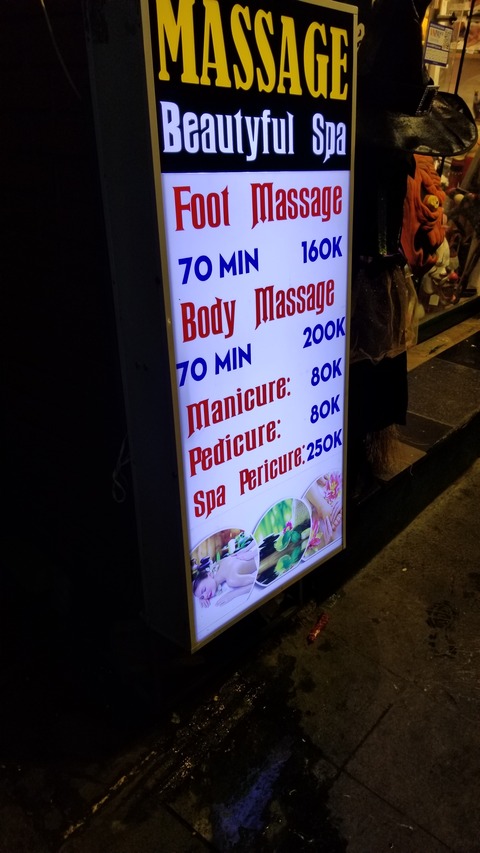 MASSAGE
Beautyful Spa
Foot Massage
70 MIN 160K
Body Massage
70 MIN 200K
Manicure: 80K
Pedicure: 80K
Spa Pericure: 250K